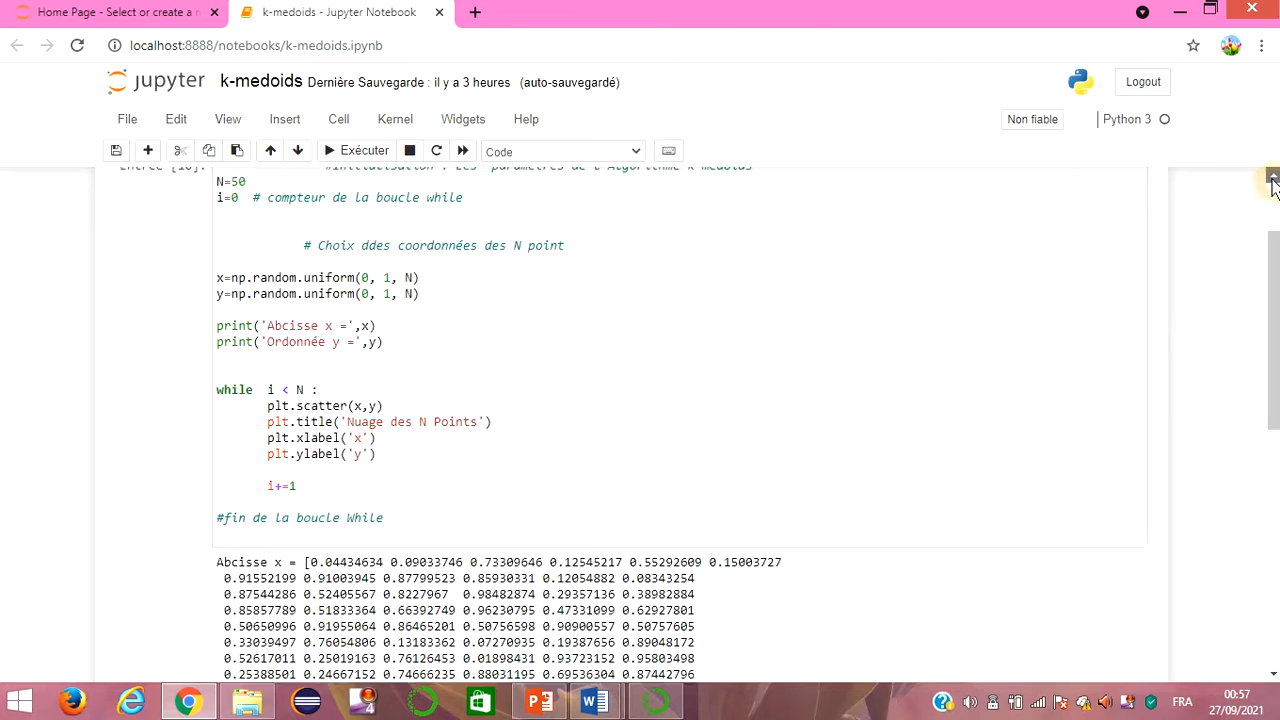 Home Page - Select or create a n
k-medoids - Jupyter Notebook
localhost:8888/notebooks/k-medoids.ipynb
jupyter k-medoids Dernière Sauvegarde : il y a 3 heures (auto-sauvegardé)
Logout
File Edit View Insert Cell Kernel Widgets Help
Non fiable
Python 3
Exécuter
Code
N=50
i=0 # compteur de la boucle while
# Choix ddes coordonnées des N point
x=np.random.uniform(0, 1, N)
y=np.random.uniform(0, 1, N)
print('Abcisse x =',x)
print('Ordonnée y =',y)
while i < N :
plt.scatter(x,y)
plt.title('Nuage des N Points')
plt.xlabel('x')
plt.ylabel('y')
i+=1
#fin de la boucle While
Abcisse x = [0.04434634 0.09033746 0.73309646 0.12545217 0.55292609 0.15003727
0.91552199 0.91003945 0.87799523 0.85930331 0.12054882 0.08343254
0.87544286 0.52405567 0.8227967 0.98482874 0.29357136 0.38982884
0.85857789 0.51833364 0.66392749 0.96230795 0.47331099 0.62927801
0.50650996 0.91955064 0.86465201 0.50756598 0.90900557 0.50757605
0.33039497 0.76054806 0.13183362 0.07270935 0.19387656 0.89048172
0.52617011 0.25019163 0.76126453 0.01898431 0.93723152 0.95803498
0.25388501 0.24667152 0.74666235 0.88031195 0.69536304 0.87442796
FR
00:57
27/09/2021